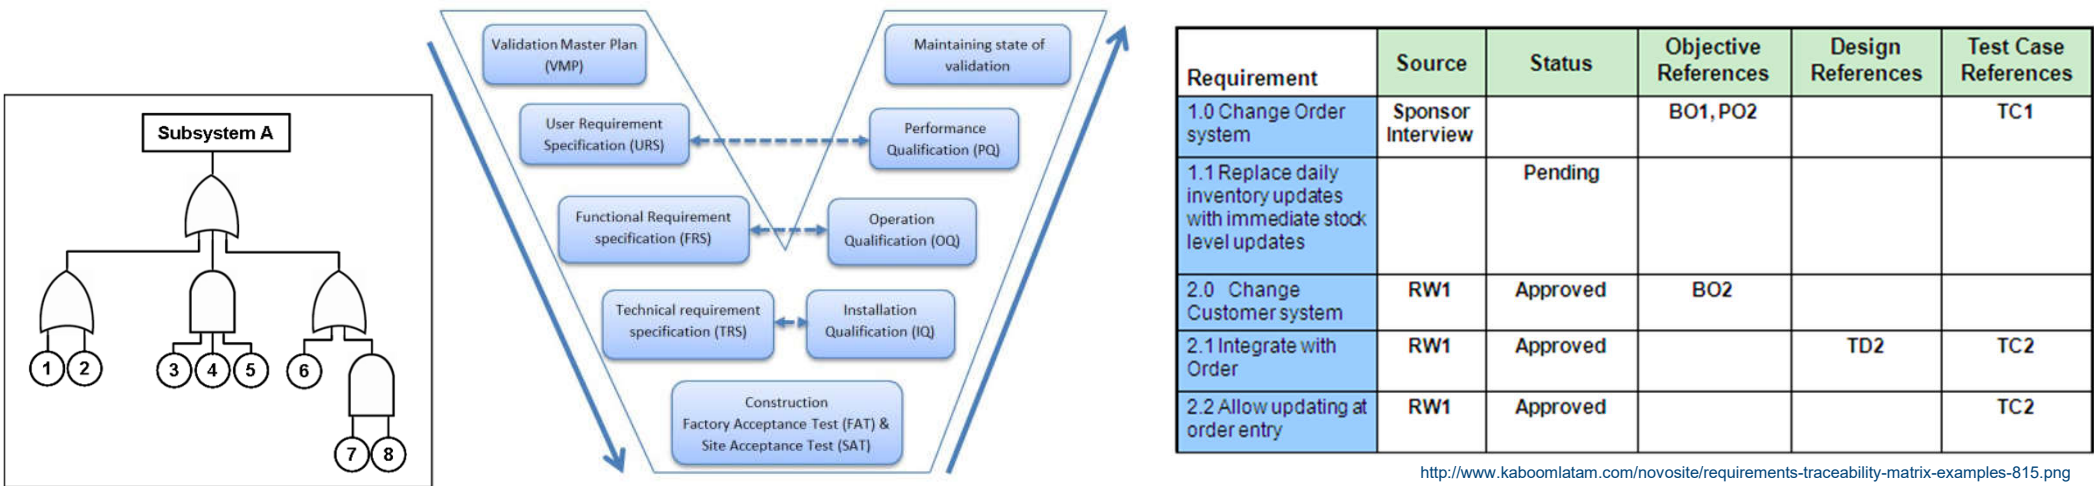 Subsystem A
1
2
3
4
5
6
7
8
Validation Master Plan
(VMP)
User Requirement
Specification (URS)
Functional Requirement
specification (FRS)
Technical requirement
specification (TRS)
Construction
Factory Acceptance Test (FAT) &
Site Acceptance Test (SAT)
Maintaining state of
validation
Performance
Qualification (PQ)
Operation
Qualification (OQ)
Installation
Qualification (IQ)
Requirement
Source
Status
Objective
References
Design
References
Test Case
References
1.0 Change Order
system
Sponsor
Interview
BO1, PO2
TC1
1.1 Replace daily
inventory updates
with immediate stock
level updates
Pending
2.0 Change
Customer system
RW1
Approved
BO2
2.1 Integrate with
Order
RW1
Approved
TD2
TC2
2.2 Allow updating at
order entry
RW1
Approved
TC2
http://www.kaboomlatam.com/novosite/requirements-traceability-matrix-examples-815.png